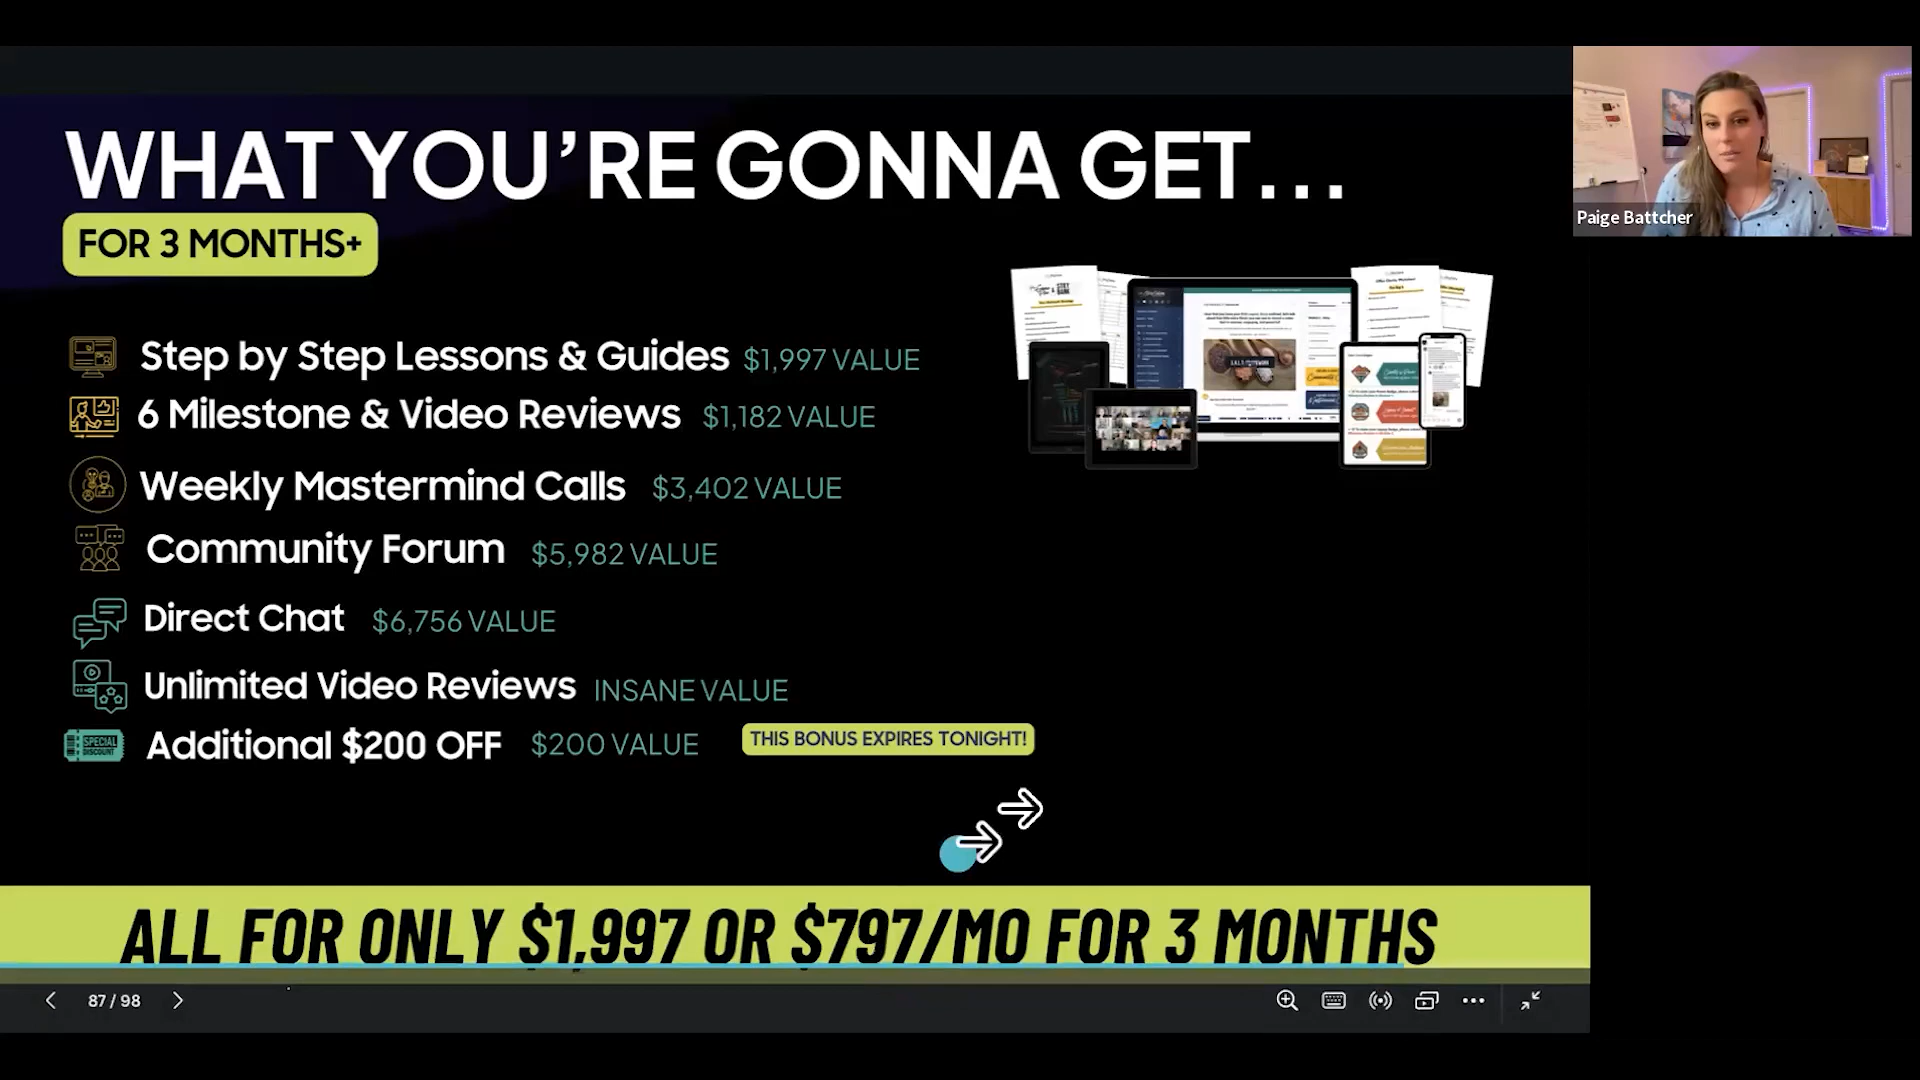 WHAT YOU'RE GONNA GET...
FOR 3 MONTHS+
Step by Step Lessons & Guides $1,997 VALUE
6 Milestone & Video Reviews $1,182 VALUE
Weekly Mastermind Calls $3,402 VALUE
Community Forum $5,982 VALUE
Direct Chat $6,756 VALUE
Unlimited Video Reviews INSANE VALUE
SPECIAL
DISCOUNT
Additional $200 OFF $200 VALUE
THIS BONUS EXPIRES TONIGHT!
ALL FOR ONLY $1,997 OR $797/MO FOR 3 MONTHS
87 / 98
Paige Battcher